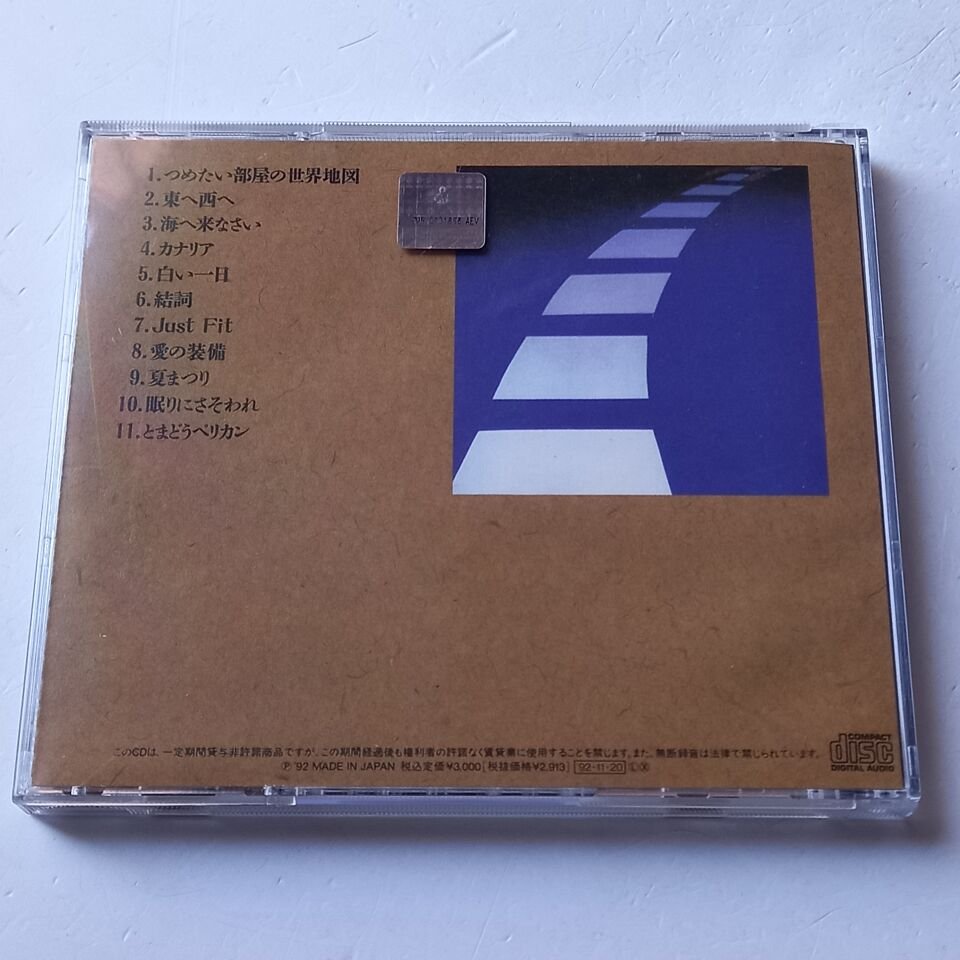 1.つめたい部屋の世界地図
2.東へ西へ
3.海へ来なさい
4.カナリア
5.白い一日
6.結詞
7.Just Fit
8.愛の装備
9.夏まつり
10.眠りにさそわれ
11.とまどうペリカン
このCDは、一定期間貸与非許諾商品ですが、この期間経過後も権利者の許諾なく賃貸業に使用することを禁じます。また、無断録音は法律で禁じられています。
Ⓟ '92 MADE IN JAPAN 税込定価¥3,000[税抜価格¥2,913] 92・11・20 Ⓛ Ⓧ
COMPACT
disc
DIGITAL AUDIO